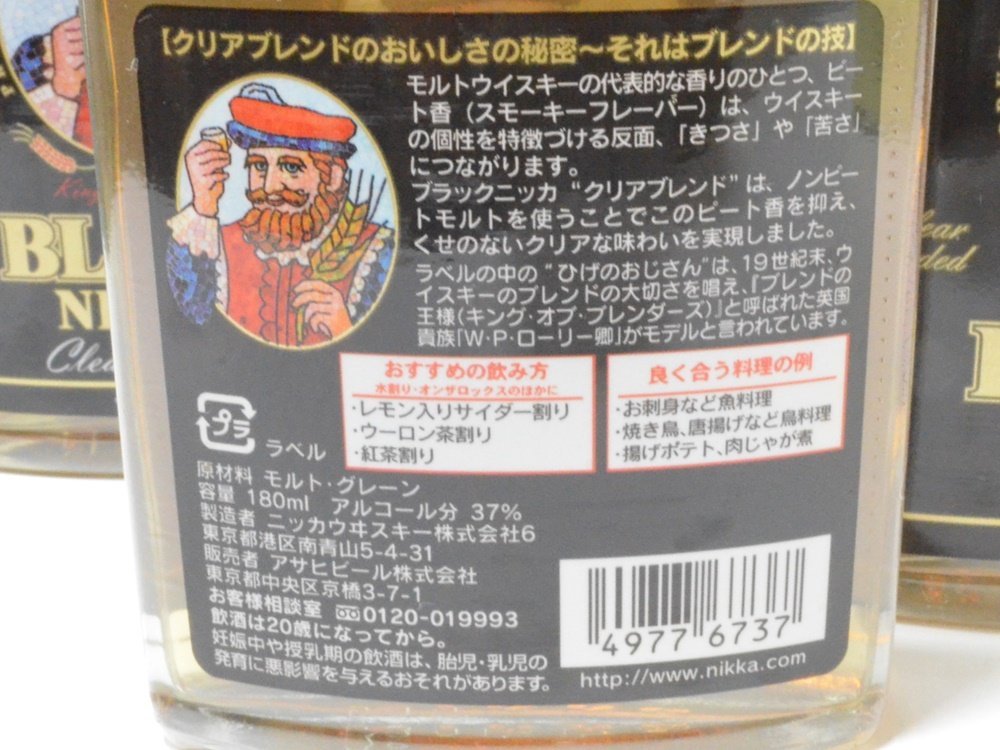 【クリアブレンドのおいしさの秘密～それはブレンドの技】
モルトウイスキーの代表的な香りのひとつ、ピー
ト香（スモーキーフレーバー）は、ウイスキー
の個性を特徴づける反面、「きつさ」や「苦さ」
につながります。
ブラックニッカ “クリアブレンド” は、ノンピー
トモルトを使うことでこのピート香を抑え、
くせのないクリアな味わいを実現しました。
ラベルの中の “ひげのおじさん”は、19世紀末、ウ
イスキーのブレンドの大切さを唱え、『ブレンドの
王様(キング・オブ・ブレンダーズ)』と呼ばれた英国
貴族「W・P・ローリー卿」がモデルと言われています。
おすすめの飲み方
水割り・オンザロックスのほかに
・レモン入りサイダー割り
・ウーロン茶割り
・紅茶割り
良く合う料理の例
・お刺身など魚料理
・焼き鳥、唐揚げなど鳥料理
・揚げポテト、肉じゃが煮
プラ
ラベル
原材料 モルト・グレーン
容量 180ml アルコール分 37%
製造者 ニッカウヰスキー株式会社6
東京都港区南青山5-4-31
販売者 アサヒビール株式会社
東京都中央区京橋3-7-1
お客様相談室 0120-019993
飲酒は20歳になってから。
妊娠中や授乳期の飲酒は、胎児・乳児の
発育に悪影響を与えるおそれがあります。
4977 6737
http://www.nikka.com
King
BL
NI
Clea
lear
ded